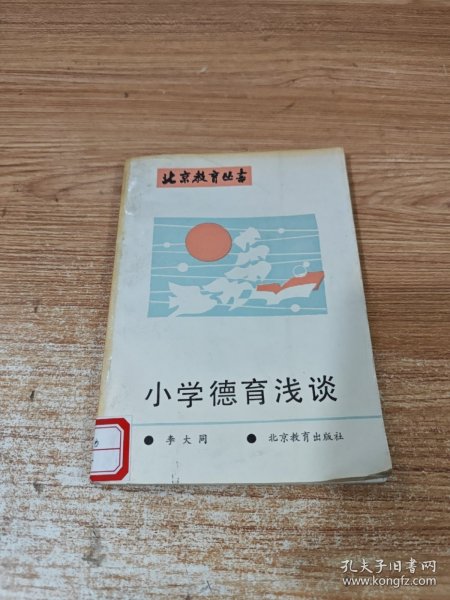 北京教育丛书
小学德育浅谈
● 李大同 ● 北京教育出版社
孔夫子旧书网
www.kongfz.com